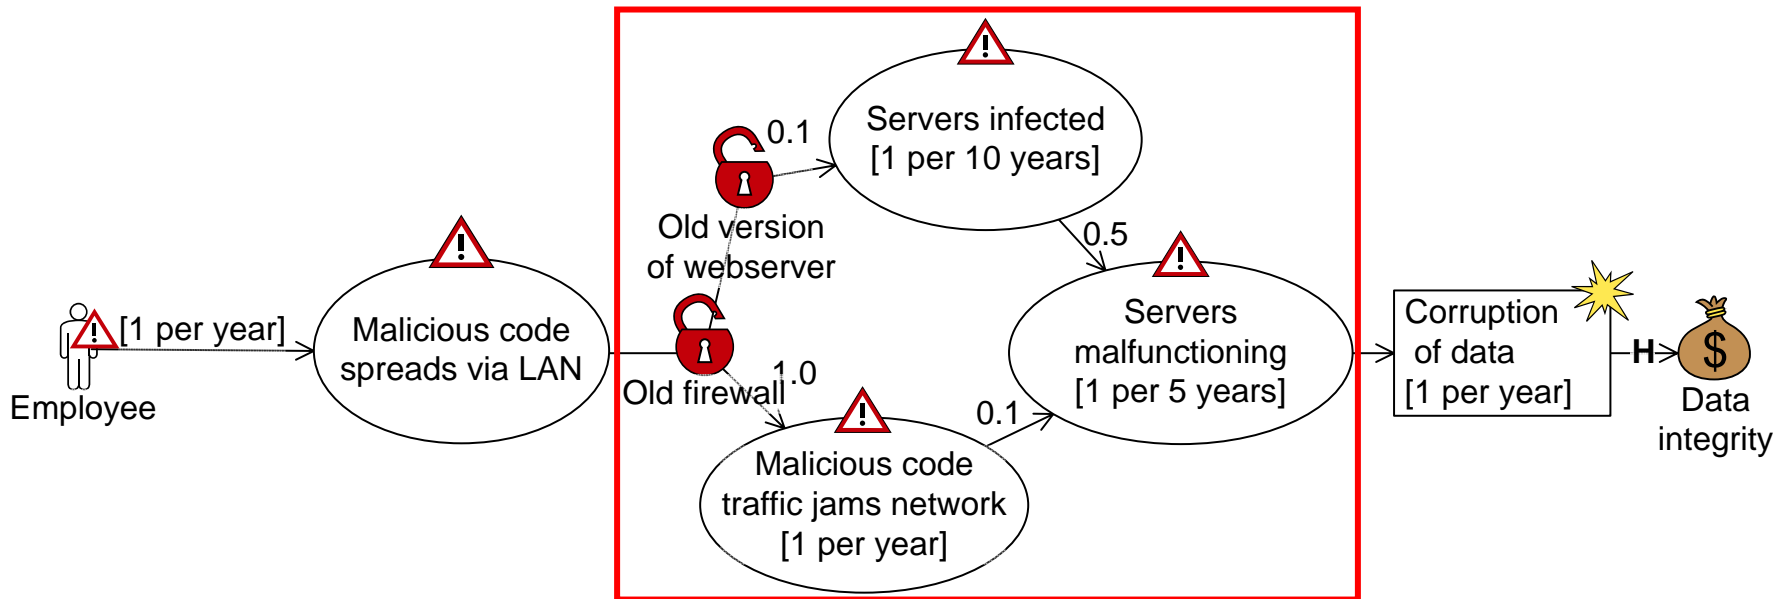 Employee
[1 per year]
Malicious code
spreads via LAN
Old firewall
Old version
of webserver
0.1
1.0
Servers infected
[1 per 10 years]
0.5
Malicious code
traffic jams network
[1 per year]
0.1
Servers
malfunctioning
[1 per 5 years]
Corruption
of data
[1 per year]
H
$
Data
integrity